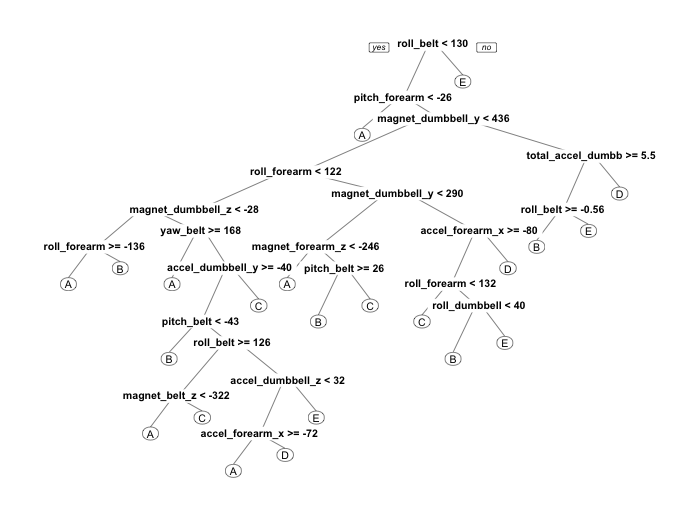 yes roll_belt < 130 no
E
pitch_forearm < -26
A
magnet_dumbbell_y < 436
total_accel_dumbb >= 5.5
roll_forearm < 122
D
magnet_dumbbell_y < 290
magnet_dumbbell_z < -28
roll_belt >= -0.56
yaw_belt >= 168
accel_forearm_x >= -80
E
B
roll_forearm >= -136
magnet_forearm_z < -246
B
accel_dumbbell_y >= -40
pitch_belt >= 26
D
A
A
A
roll_forearm < 132
C
C
roll_dumbbell < 40
pitch_belt < -43
B
C
roll_belt >= 126
E
B
B
accel_dumbbell_z < 32
magnet_belt_z < -322
C
E
A
accel_forearm_x >= -72
D
A